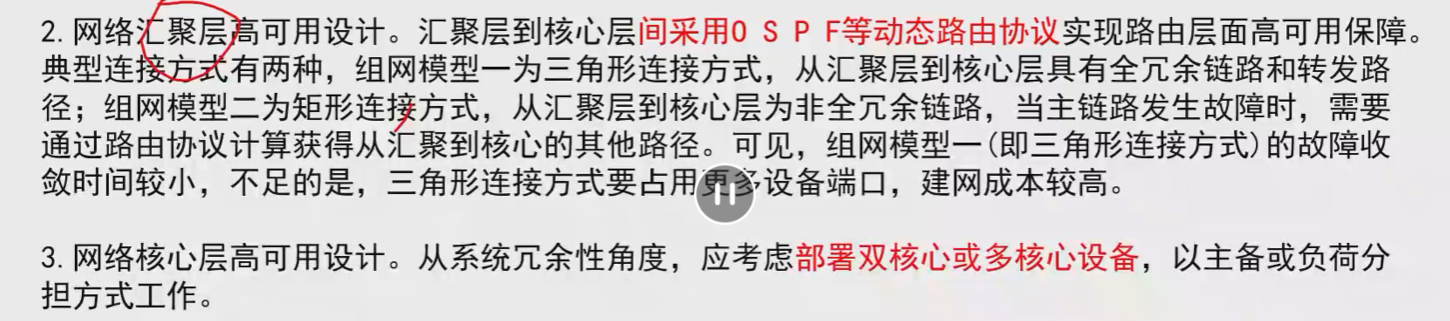 2. 网络汇聚层高可用设计。汇聚层到核心层间采用O S P F等动态路由协议实现路由层面高可用保障。
典型连接方式有两种，组网模型一为三角形连接方式，从汇聚层到核心层具有全冗余链路和转发路
径；组网模型二为矩形连接方式，从汇聚层到核心层为非全冗余链路，当主链路发生故障时，需要
通过路由协议计算获得从汇聚到核心的其他路径。可见，组网模型一(即三角形连接方式)的故障收
敛时间较小，不足的是，三角形连接方式要占用更多设备端口，建网成本较高。
3. 网络核心层高可用设计。从系统冗余性角度，应考虑部署双核心或多核心设备，以主备或负荷分
担方式工作。